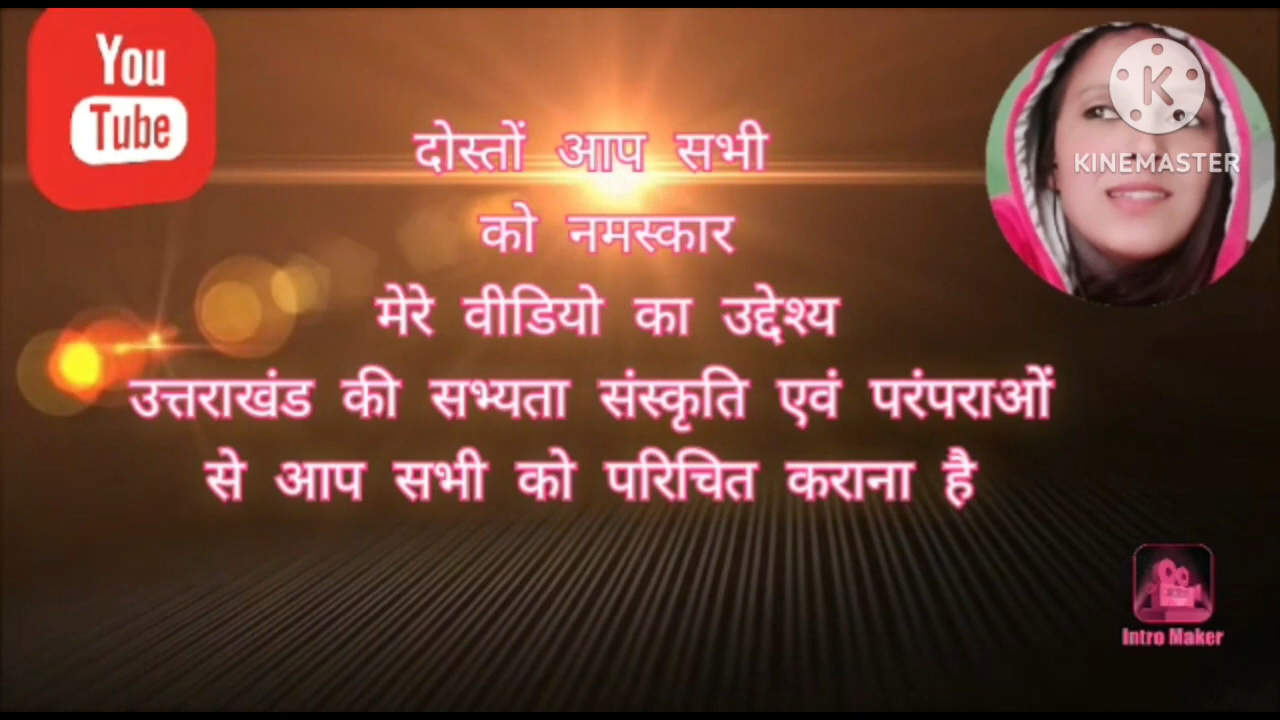 You
Tube
दोस्तों आप सभी
को नमस्कार
मेरे वीडियो का उद्देश्य
उत्तराखंड की सभ्यता संस्कृति एवं परंपराओं
से आप सभी को परिचित कराना है
K
KINEMASTER
Intro Maker